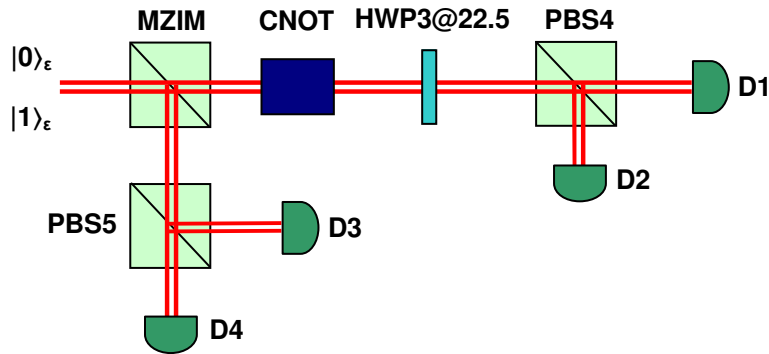 MZIM CNOT HWP3@22.5 PBS4
|0⟩ε
|1⟩ε
D1
D2
PBS5
D3
D4